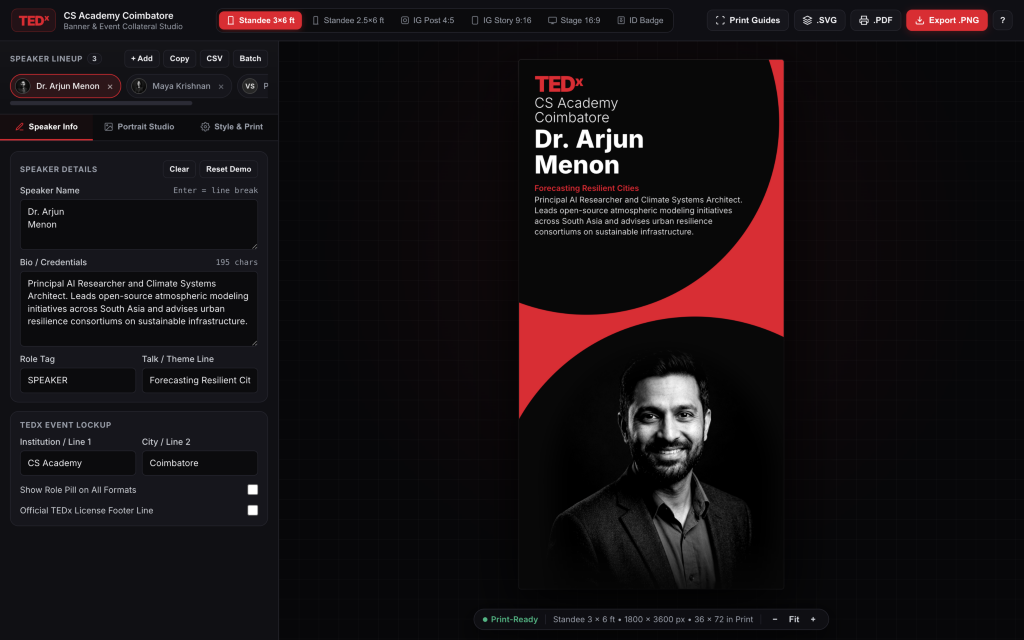 TEDx
CS Academy Coimbatore
Banner & Event Collateral Studio
Standee 3×6 ft
Standee 2.5×6 ft
IG Post 4:5
IG Story 9:16
Stage 16:9
ID Badge
Print Guides
.SVG
.PDF
Export .PNG
?
SPEAKER LINEUP 3
+ Add
Copy
CSV
Batch
Dr. Arjun Menon ×
Maya Krishnan ×
VS P
Speaker Info
Portrait Studio
Style & Print
SPEAKER DETAILS
Clear
Reset Demo
Speaker Name
Enter = line break
Dr. Arjun
Menon
Bio / Credentials
195 chars
Principal AI Researcher and Climate Systems
Architect. Leads open-source atmospheric modeling
initiatives across South Asia and advises urban
resilience consortiums on sustainable infrastructure.
Role Tag
Talk / Theme Line
SPEAKER
Forecasting Resilient Cit
TEDX EVENT LOCKUP
Institution / Line 1
City / Line 2
CS Academy
Coimbatore
Show Role Pill on All Formats
Official TEDx License Footer Line
TEDx
CS Academy
Coimbatore
Dr. Arjun
Menon
Forecasting Resilient Cities
Principal AI Researcher and Climate Systems Architect.
Leads open-source atmospheric modeling initiatives
across South Asia and advises urban resilience
consortiums on sustainable infrastructure.
Print-Ready
Standee 3 × 6 ft • 1800 × 3600 px • 36 × 72 in Print
− Fit +